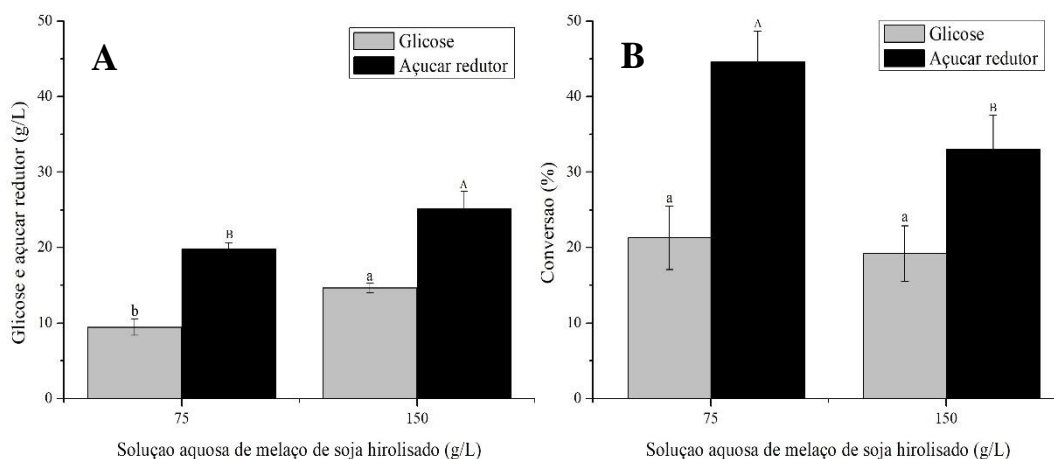 A
Glicose
Açucar redutor
Glicose e açucar redutor (g/L)
50
40
30
20
10
0
b
B
a
A
75
150
Soluçao aquosa de melaço de soja hirolisado (g/L)
B
Glicose
Açucar redutor
Conversao (%)
50
40
30
20
10
0
a
A
a
B
75
150
Soluçao aquosa de melaço de soja hirolisado (g/L)